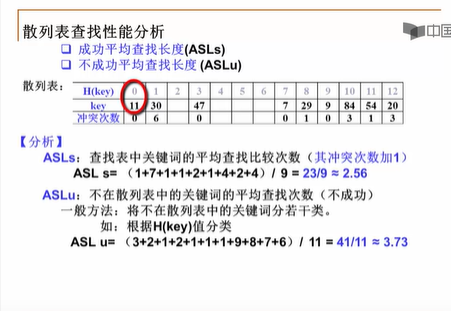 散列表查找性能分析
中国
成功平均查找长度(ASLs)
不成功平均查找长度 (ASLu)
散列表:
H(key) 0 1 2 3 4 5 6 7 8 9 10 11 12
key 11 30 47 7 29 9 84 54 20
冲突次数 0 6 0 0 1 0 3 1 3
【分析】
ASLs: 查找表中关键词的平均查找比较次数(其冲突次数加1)
ASL s= (1+7+1+1+2+1+4+2+4) / 9 = 23/9 ≈ 2.56
ASLu: 不在散列表中的关键词的平均查找次数(不成功)
一般方法: 将不在散列表中的关键词分若干类。
如: 根据H(key)值分类
ASL u= (3+2+1+2+1+1+1+9+8+7+6) / 11 = 41/11 ≈ 3.73